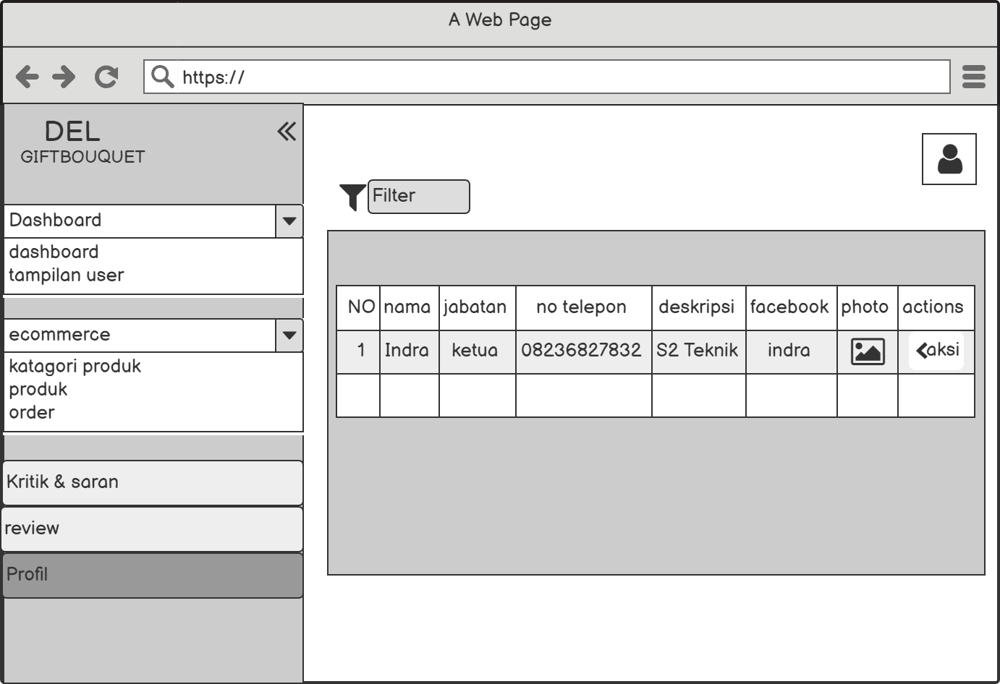 A Web Page
https://
DEL
GIFTBOUQUET
Dashboard
dashboard
tampilan user
ecommerce
katagori produk
produk
order
Kritik & saran
review
Profil
Filter
NO nama jabatan no telepon deskripsi facebook photo actions
1 Indra ketua 08236827832 S2 Teknik indra aksi